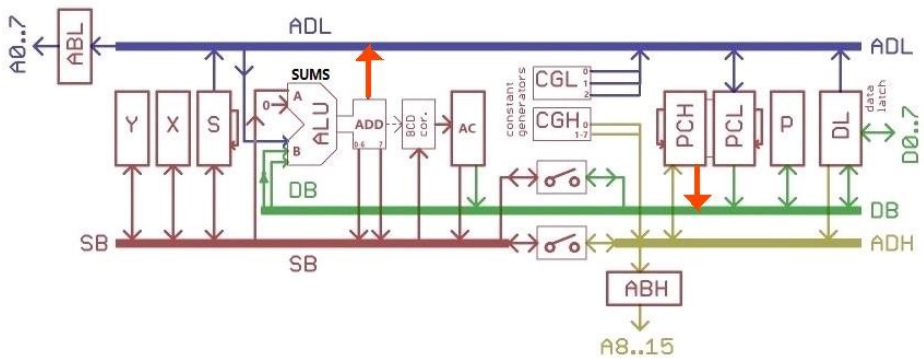 ADL
ADL
A0..7
ABL
SUMS
constant generators
CGL
0
1
2
CGH
0
1-7
Y
X
S
0
A
B
ALU
ADD
0-6
7
BCD cor.
AC
PCH
PCL
P
DL
data latch
D0..7
DB
DB
SB
SB
ADH
ABH
A8..15